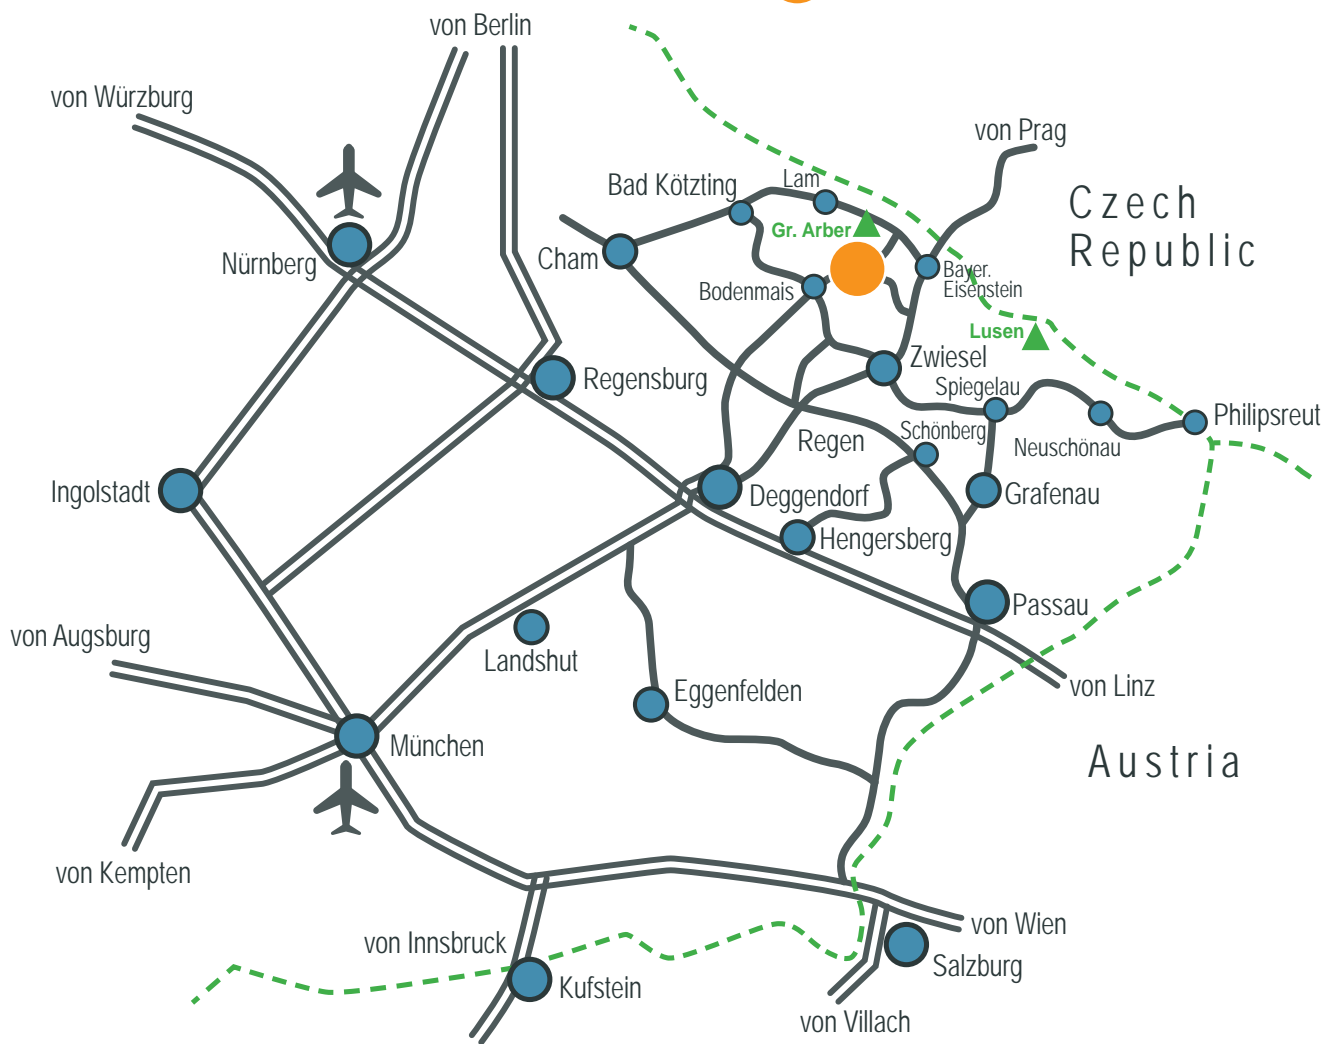 von Berlin
von Würzburg
von Prag
Bad Kötzting
Lam
Czech
Republic
Gr. Arber
Cham
Nürnberg
Bayer.
Eisenstein
Bodenmais
Lusen
Zwiesel
Regensburg
Spiegelau
Philipsreut
Schönberg
Regen
Neuschönau
Ingolstadt
Deggendorf
Grafenau
Hengersberg
Passau
von Augsburg
Landshut
von Linz
Eggenfelden
München
Austria
von Kempten
von Wien
von Innsbruck
Salzburg
Kufstein
von Villach